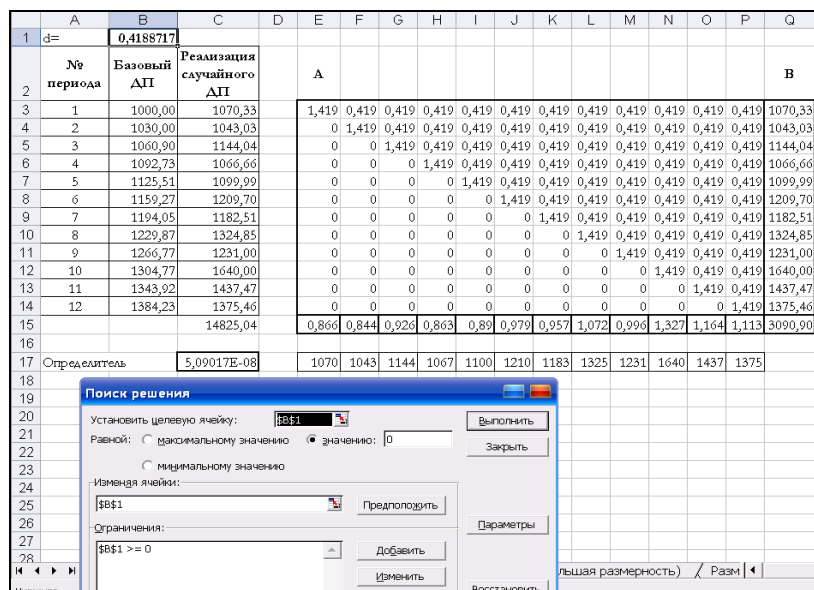 A B C D E F G H I J K L M N O P Q
1 d= 0,4188717
2 № периода Базовый ДП Реализация случайного ДП A B
3 1 1000,00 1070,33 1,419 0,419 0,419 0,419 0,419 0,419 0,419 0,419 0,419 0,419 0,419 0,419 1070,33
4 2 1030,00 1043,03 0 1,419 0,419 0,419 0,419 0,419 0,419 0,419 0,419 0,419 0,419 0,419 1043,03
5 3 1060,90 1144,04 0 0 1,419 0,419 0,419 0,419 0,419 0,419 0,419 0,419 0,419 0,419 1144,04
6 4 1092,73 1066,66 0 0 0 1,419 0,419 0,419 0,419 0,419 0,419 0,419 0,419 0,419 1066,66
7 5 1125,51 1099,99 0 0 0 0 1,419 0,419 0,419 0,419 0,419 0,419 0,419 0,419 1099,99
8 6 1159,27 1209,70 0 0 0 0 0 1,419 0,419 0,419 0,419 0,419 0,419 0,419 1209,70
9 7 1194,05 1182,51 0 0 0 0 0 0 1,419 0,419 0,419 0,419 0,419 0,419 1182,51
10 8 1229,87 1324,85 0 0 0 0 0 0 0 1,419 0,419 0,419 0,419 0,419 1324,85
11 9 1266,77 1231,00 0 0 0 0 0 0 0 0 1,419 0,419 0,419 0,419 1231,00
12 10 1304,77 1640,00 0 0 0 0 0 0 0 0 0 1,419 0,419 0,419 1640,00
13 11 1343,92 1437,47 0 0 0 0 0 0 0 0 0 0 1,419 0,419 1437,47
14 12 1384,23 1375,46 0 0 0 0 0 0 0 0 0 0 0 1,419 1375,46
15 14825,04 0,866 0,844 0,926 0,863 0,89 0,979 0,957 1,072 0,996 1,327 1,164 1,113 3090,90
16
17 Определитель 5,09017E-08 1070 1043 1144 1067 1100 1210 1183 1325 1231 1640 1437 1375
18
19 Поиск решения
20 Установить целевую ячейку: $B$1 Выполнить
21 Равной: максимальному значению значению: 0
22 Закрыть
23 минимальному значению
24 Изменяя ячейки:
25 $B$1 Предположить
26 Ограничения: Параметры
27 $B$1 >= 0 Добавить
28
Изменить льшая размерность) Разм
Восстановить